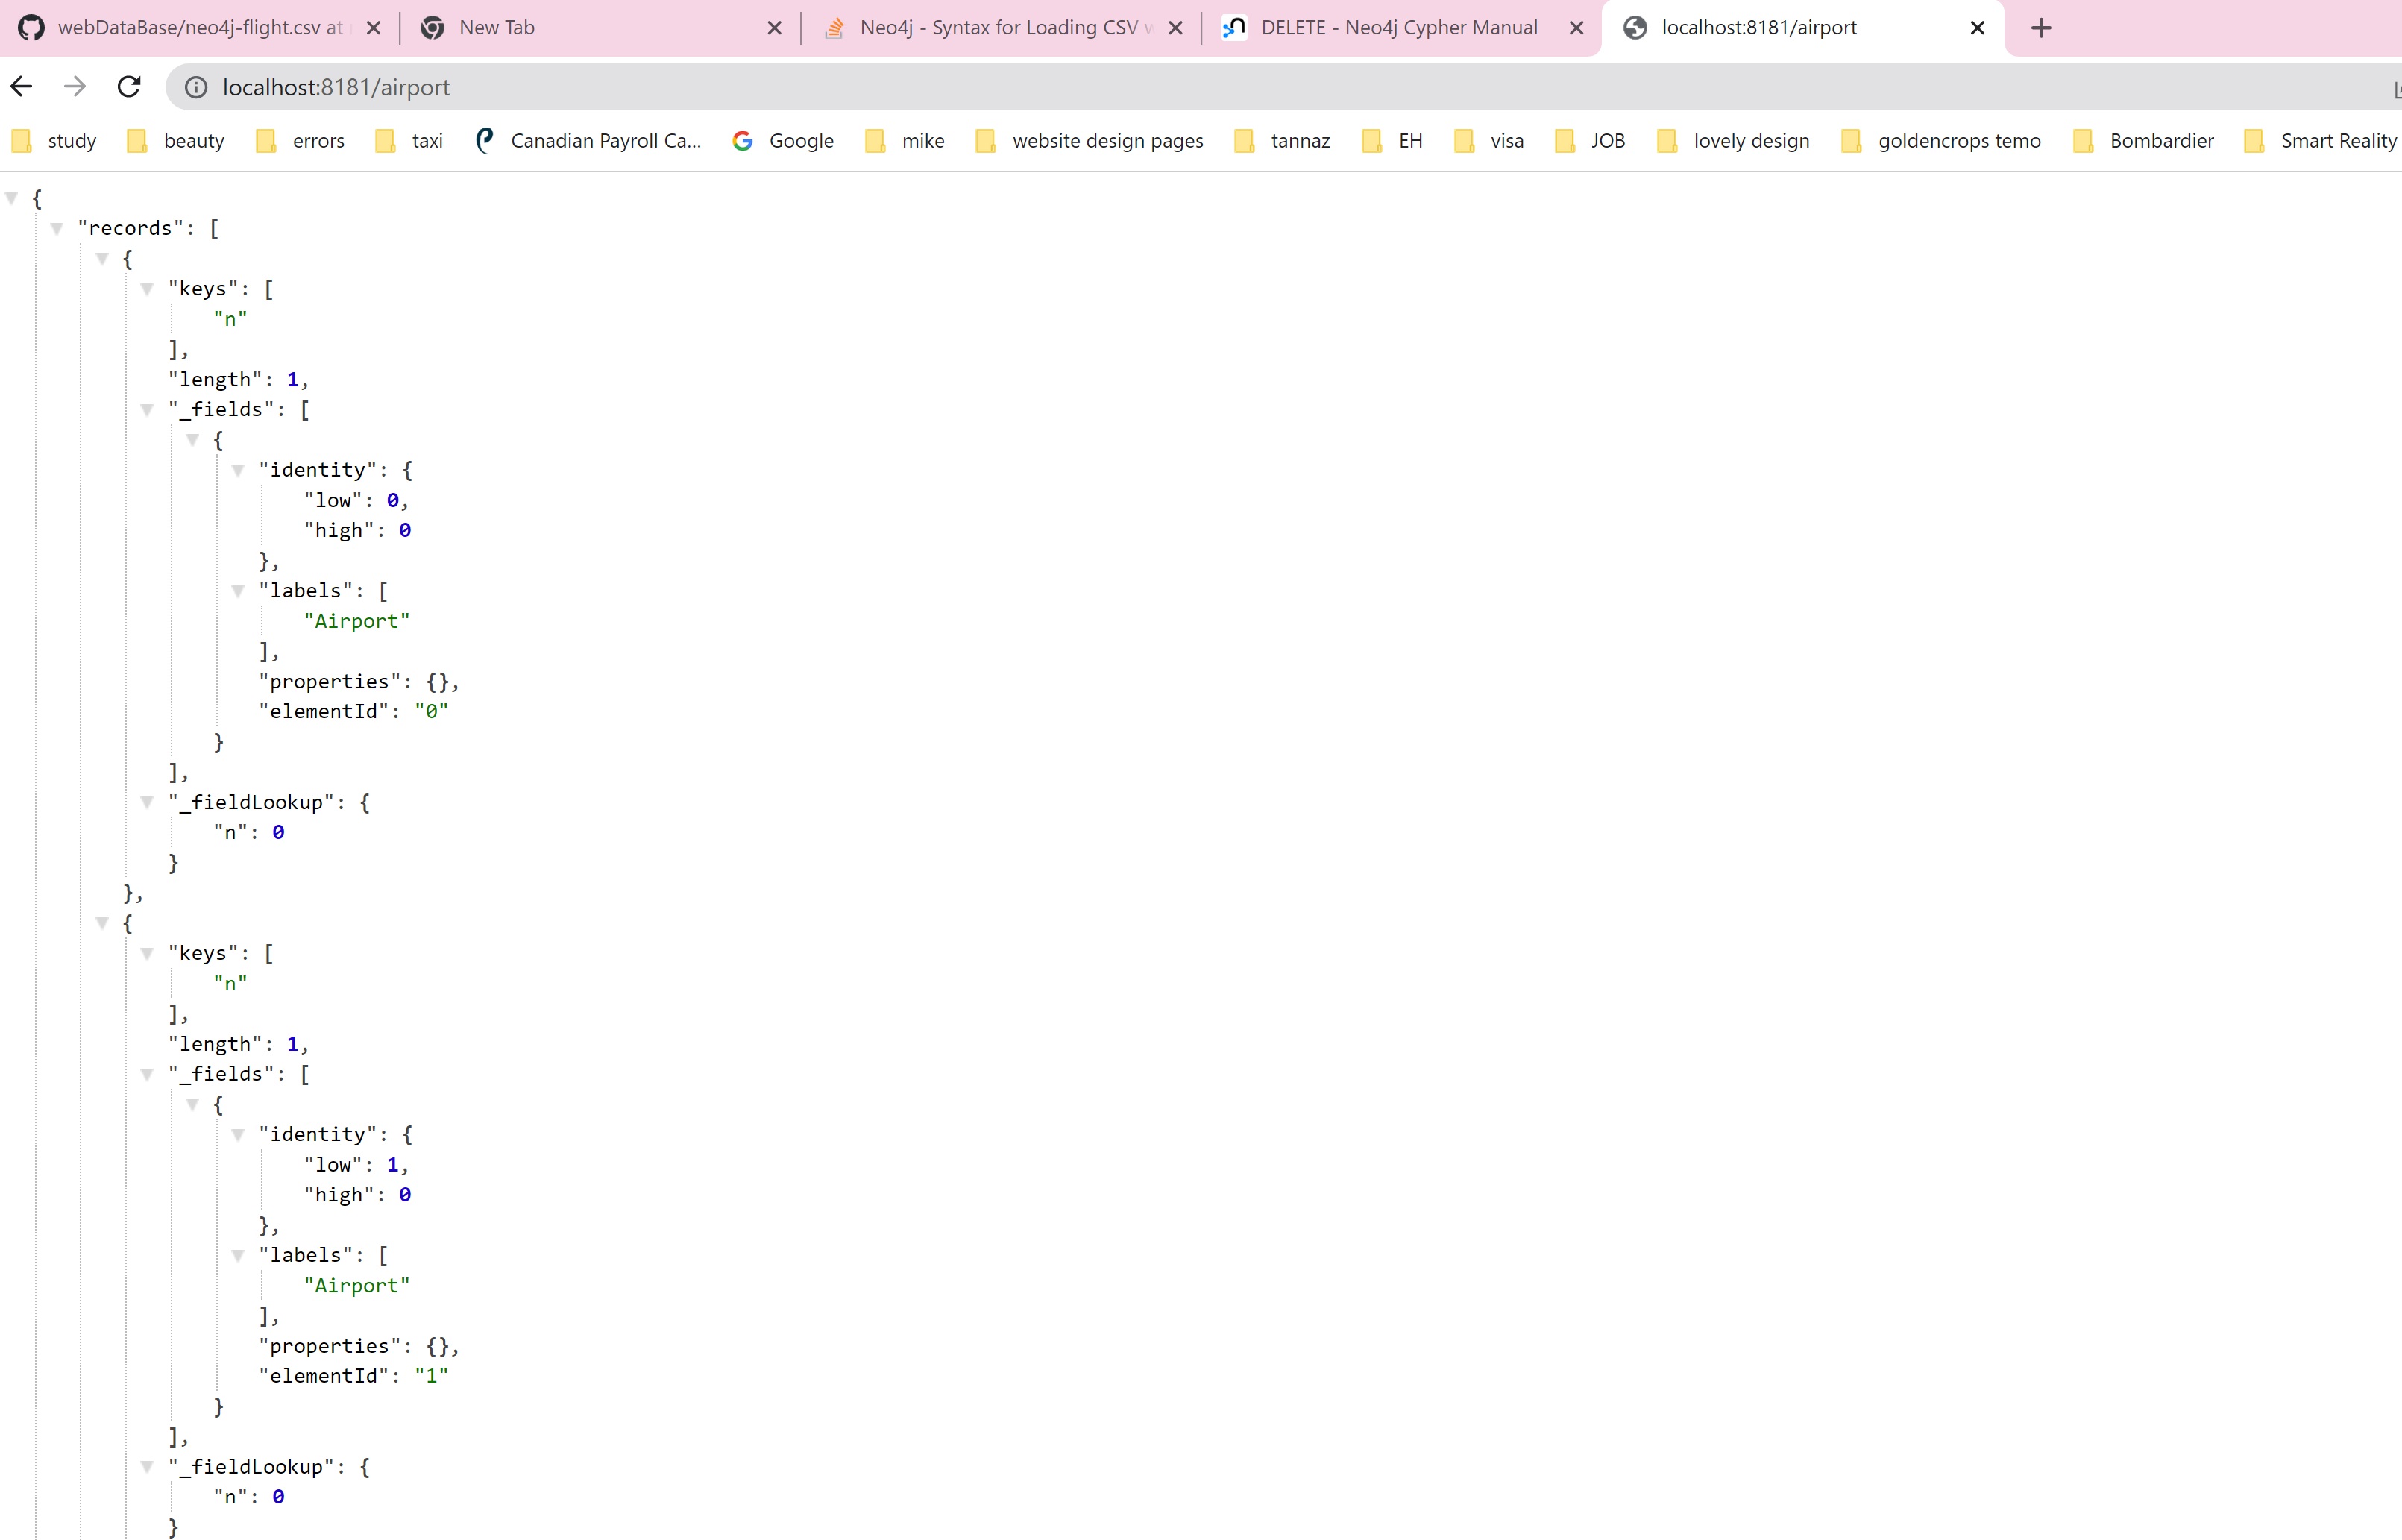 webDataBase/neo4j-flight.csv at
New Tab
Neo4j - Syntax for Loading CSV w
DELETE - Neo4j Cypher Manual
localhost:8181/airport
localhost:8181/airport
study beauty errors taxi Canadian Payroll Ca... Google mike website design pages tannaz EH visa JOB lovely design goldencrops temo Bombardier Smart Reality
{
"records": [
{
"keys": [
"n"
],
"length": 1,
"_fields": [
{
"identity": {
"low": 0,
"high": 0
},
"labels": [
"Airport"
],
"properties": {},
"elementId": "0"
}
],
"_fieldLookup": {
"n": 0
}
},
{
"keys": [
"n"
],
"length": 1,
"_fields": [
{
"identity": {
"low": 1,
"high": 0
},
"labels": [
"Airport"
],
"properties": {},
"elementId": "1"
}
],
"_fieldLookup": {
"n": 0
}